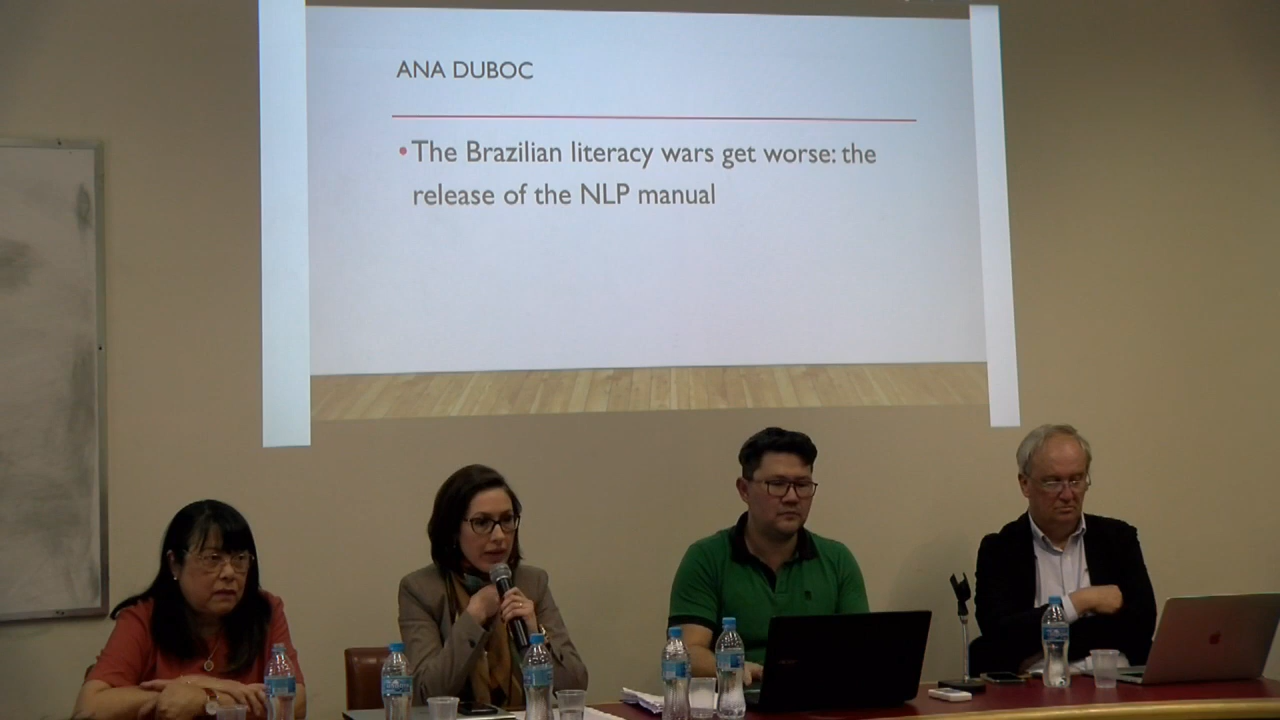 ANA DUBOC
•The Brazilian literacy wars get worse: the
release of the NLP manual